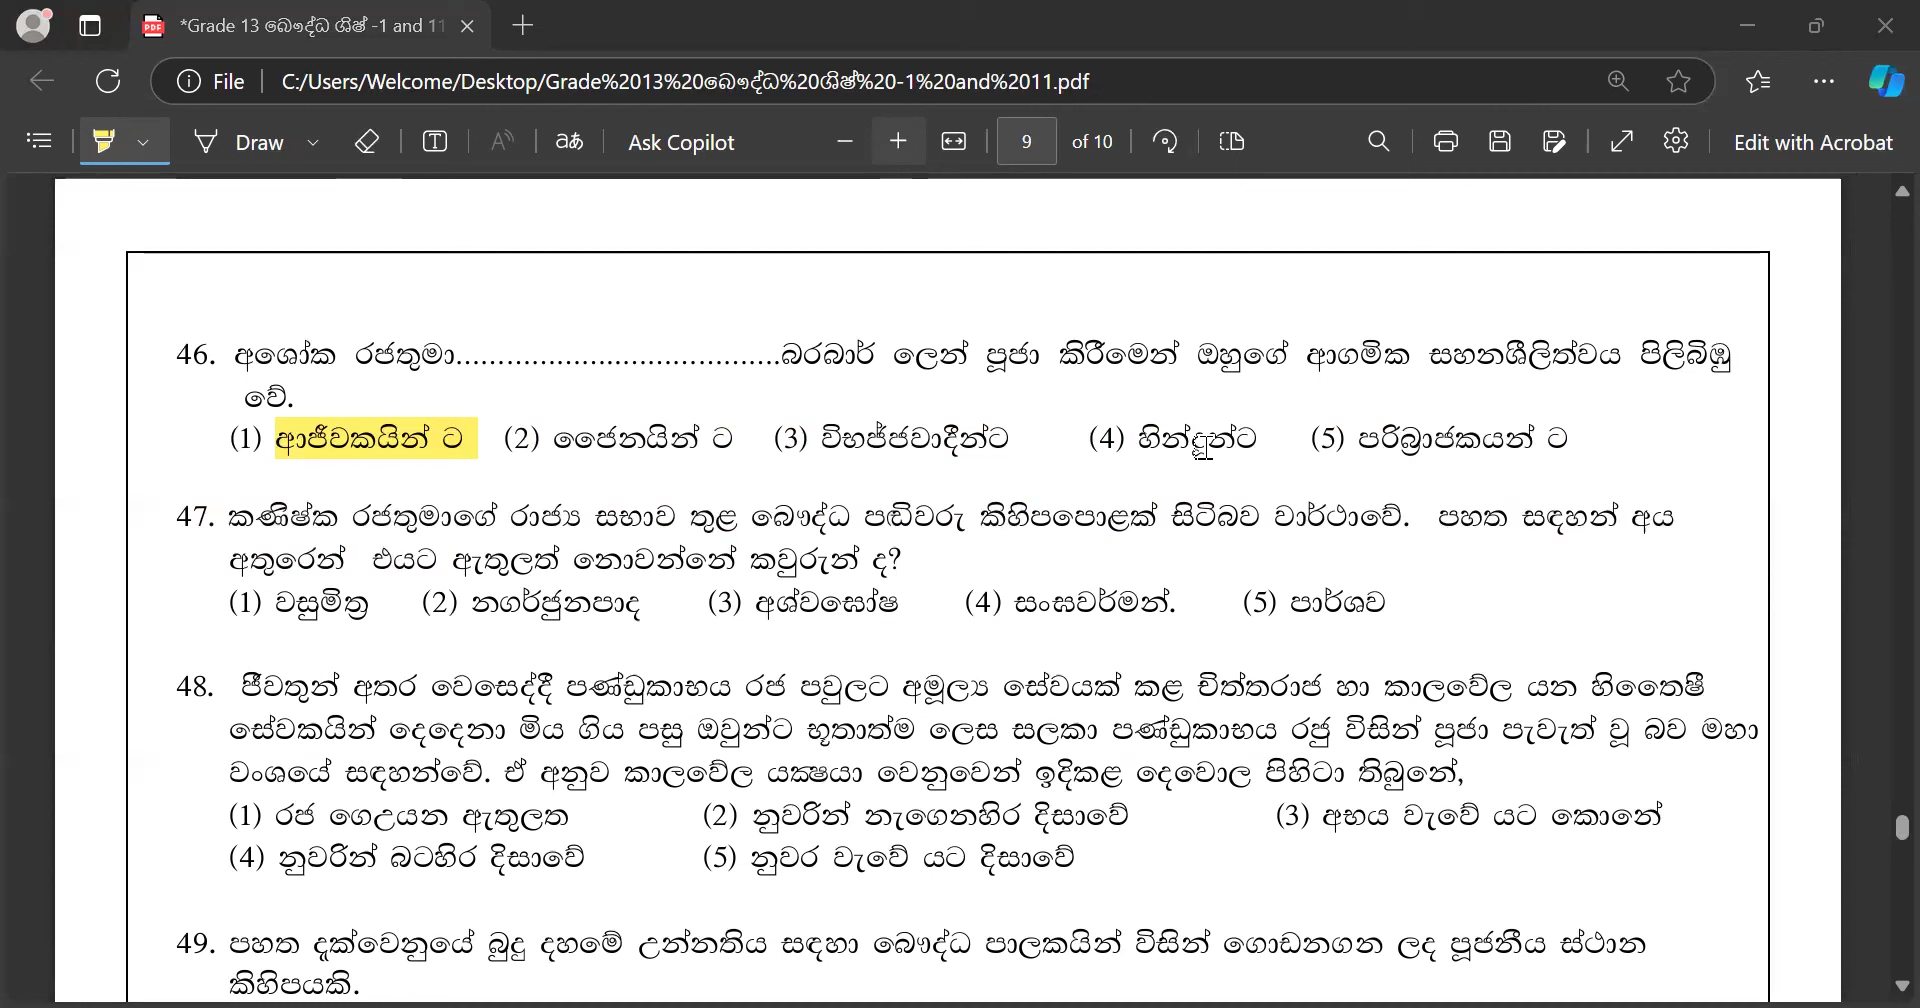 *Grade 13 බෞද්ධ ශිෂ් -1 and 11
File C:/Users/Welcome/Desktop/Grade%2013%20බෞද්ධ%20ශිෂ්%20-1%20and%2011.pdf
Draw aあ Ask Copilot 9 of 10 Edit with Acrobat
46. අශෝක රජතුමා.....................................බරබාර් ලෙන් පූජා කිරීමෙන් ඔහුගේ ආගමික සහනශීලිත්වය පිලිබිඹු
වේ.
(1) ආජීවකයින් ට (2) ජෛනයින් ට (3) විභජ්ජවාදීන්ට (4) හින්දූන්ට (5) පරිබ්‍රාජකයන් ට
47. කණිෂ්ක රජතුමාගේ රාජ්‍ය සභාව තුළ බෞද්ධ පඬිවරු කිහිපපොළක් සිටිබව වාර්ථාවේ. පහත සඳහන් අය
අතුරෙන් එයට ඇතුලත් නොවන්නේ කවුරුන් ද?
(1) වසුමිත්‍ර (2) නගර්ජුනපාද (3) අශ්වඝෝෂ (4) සංඝවර්මන්. (5) පාර්ශව
48. ජීවතුන් අතර වෙසෙද්දී පණ්ඩුකාභය රජ පවුලට අමූල්‍ය සේවයක් කළ චිත්තරාජ හා කාලවේල යන හිතෛෂී
සේවකයින් දෙදෙනා මිය ගිය පසු ඔවුන්ට භූතාත්ම ලෙස සලකා පණ්ඩුකාභය රජු විසින් පූජා පැවැත් වූ බව මහා
වංශයේ සඳහන්වේ. ඒ අනුව කාලවේල යක්‍ෂයා වෙනුවෙන් ඉදිකළ දෙවොල පිහිටා තිබුනේ,
(1) රජ ගෙඋයන ඇතුලත (2) නුවරින් නැගෙනහිර දිසාවේ (3) අභය වැවේ යට කොනේ
(4) නුවරින් බටහිර දිසාවේ (5) නුවර වැවේ යට දිසාවේ
49. පහත දැක්වෙනුයේ බුදු දහමේ උන්නතිය සඳහා බෞද්ධ පාලකයින් විසින් ගොඩනගන ලද පූජනීය ස්ථාන
කිහිපයකි.